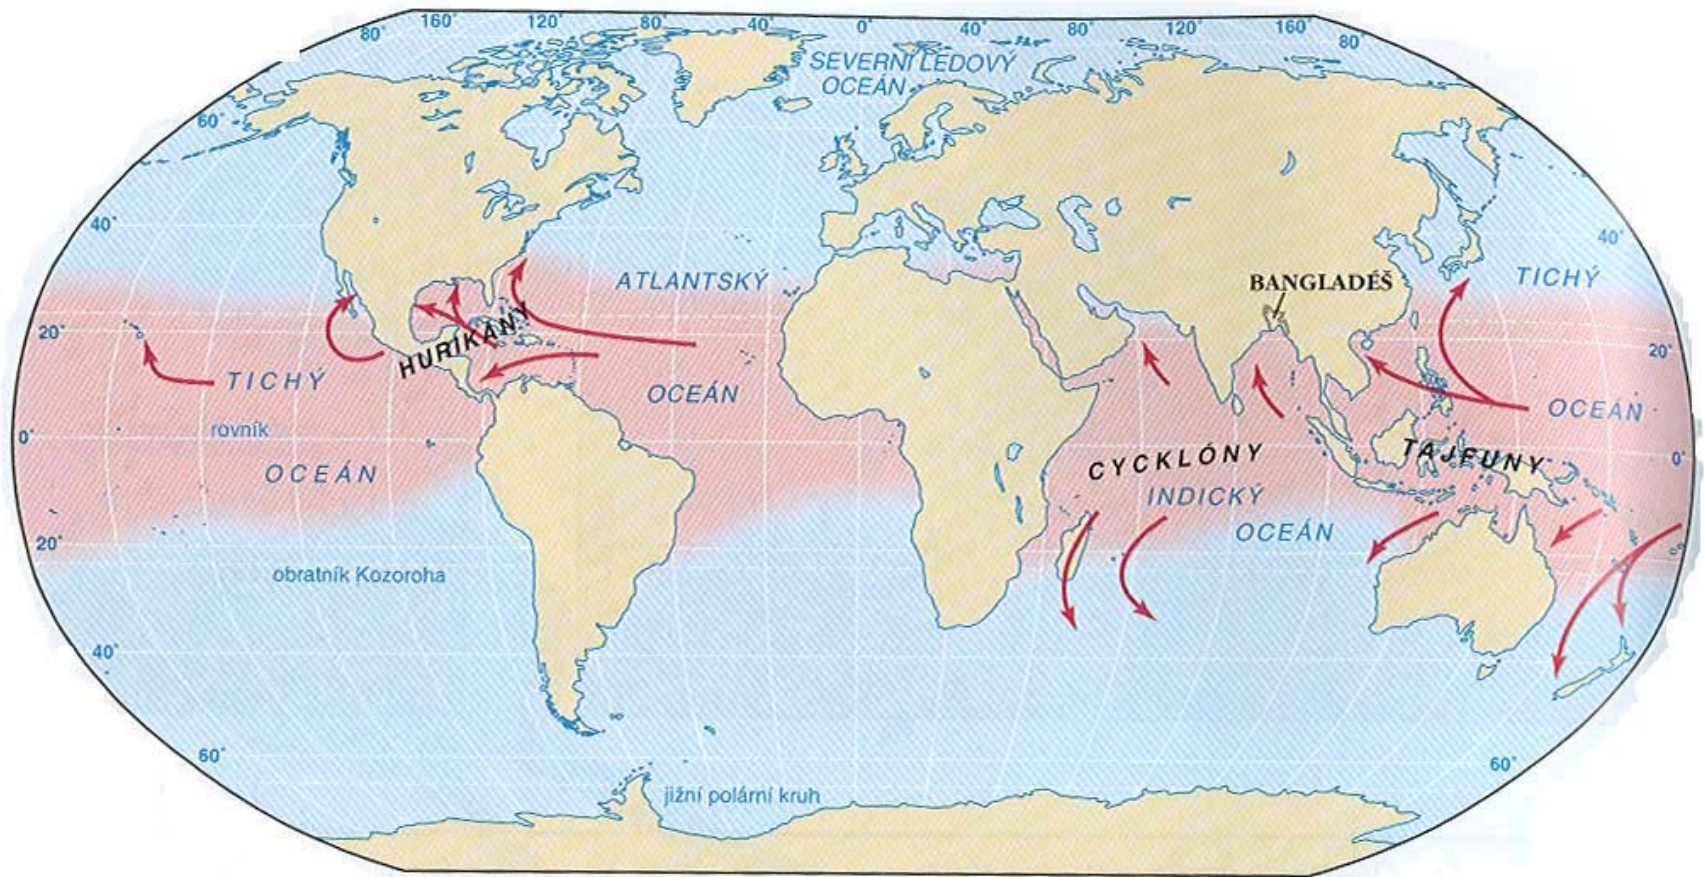 160° 120° 80° 40° 0° 40° 80° 120° 160°
80° 80°
SEVERNÍ LEDOVÝ
OCEÁN
60°
40° 40°
ATLANTSKÝ
BANGLADÉŠ
TICHÝ
20° 20°
HURIKÁNY
TICHÝ
OCEÁN
OCEÁN
rovník
0° 0°
OCEÁN
CYCKLÓNY
TAJFUNY
INDICKÝ
OCEÁN
20°
obratník Kozoroha
40°
60° 60°
jižní polární kruh